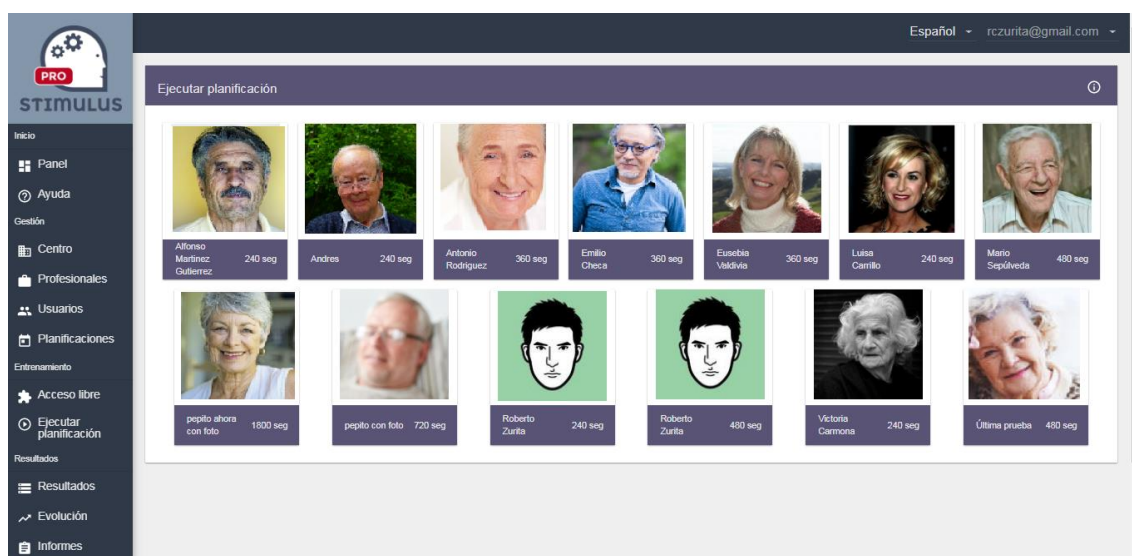 PRO
STIMULUS
Español
rczurita@gmail.com
Inicio
Panel
Ayuda
Gestión
Centro
Profesionales
Usuarios
Planificaciones
Entrenamiento
Acceso libre
Ejecutar
planificación
Resultados
Resultados
Evolución
Informes
Ejecutar planificación
Alfonso
Martinez
Gutierrez
240 seg
Andres
240 seg
Antonio
Rodriguez
360 seg
Emilio
Checa
360 seg
Eusebia
Valdivia
360 seg
Luisa
Carrillo
240 seg
Mario
Sepúlveda
480 seg
pepito ahora
con foto
1800 seg
pepito con foto
720 seg
Roberto
Zurita
240 seg
Roberto
Zurita
480 seg
Victoria
Carmona
240 seg
Última prueba
480 seg